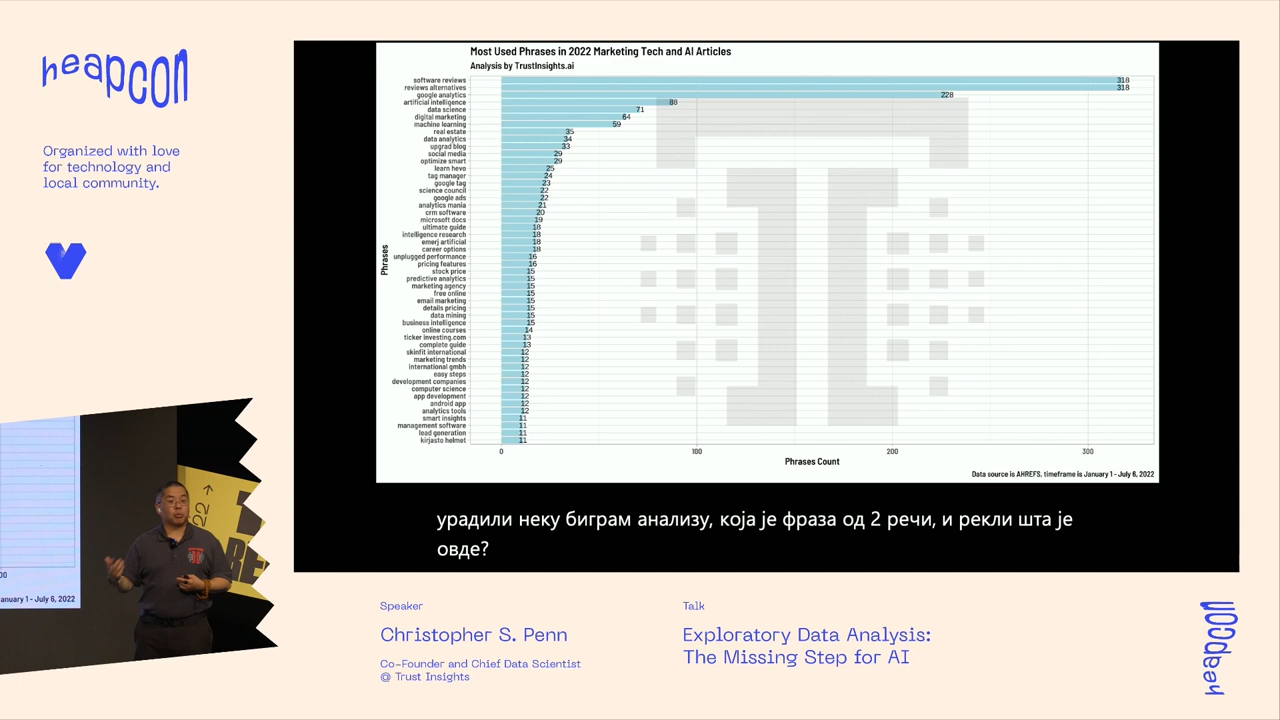 heapcon
Organized with love
for technology and
local community.
Most Used Phrases in 2022 Marketing Tech and AI Articles
Analysis by TrustInsights.ai
Phrases
software reviews 318
reviews alternatives 318
google analytics 228
artificial intelligence 88
data science 71
digital marketing 64
machine learning 59
real estate 35
data analytics 34
upgrad blog 33
social media 29
optimize smart 29
learn hevo 25
tag manager 24
google tag 23
science council 22
google ads 22
analytics mania 21
crm software 20
microsoft docs 19
ultimate guide 18
intelligence research 18
emerj artificial 18
career options 18
unplugged performance 16
pricing features 16
stock price 15
predictive analytics 15
marketing agency 15
free online 15
email marketing 15
details pricing 15
data mining 15
business intelligence 15
online courses 14
ticker investing.com 13
complete guide 13
skinfit international 12
marketing trends 12
international gmbh 12
easy steps 12
development companies 12
computer science 12
app development 12
android app 12
analytics tools 12
smart insights 11
management software 11
lead generation 11
kirjasto helmet 11
0 100 200 300
Phrases Count
Data source is AHREFS, timeframe is January 1 - July 6, 2022
урадили неку биграм анализу, која је фраза од 2 речи, и рекли шта је
овде?
00
anuary 1 - July 6, 2022
22
Speaker
Christopher S. Penn
Co-Founder and Chief Data Scientist
@ Trust Insights
Talk
Exploratory Data Analysis:
The Missing Step for AI
heapcon